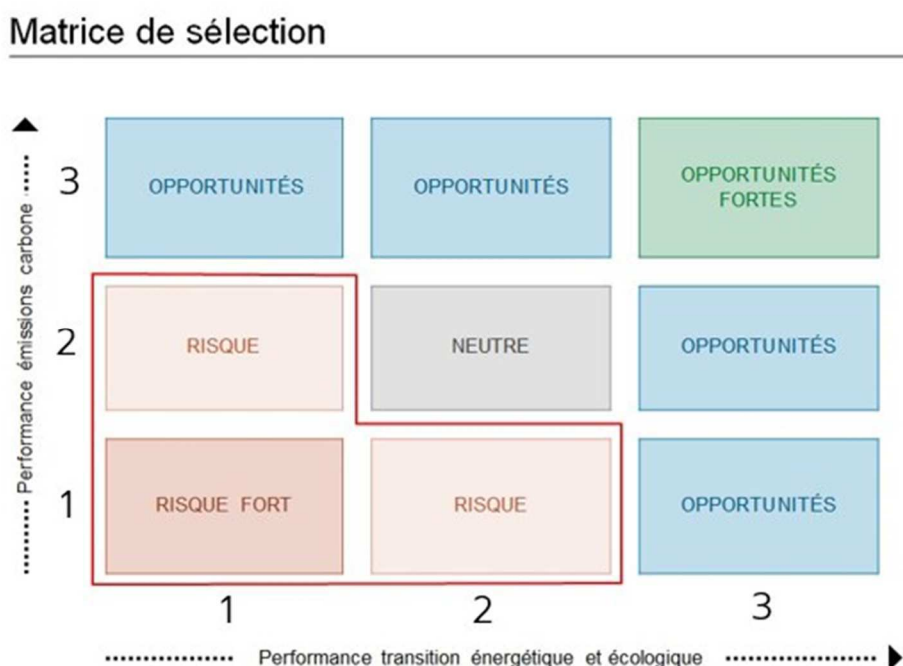 Matrice de sélection
Performance émissions carbone
3
OPPORTUNITÉS
OPPORTUNITÉS
OPPORTUNITÉS
FORTES
2
RISQUE
NEUTRE
OPPORTUNITÉS
1
RISQUE FORT
RISQUE
OPPORTUNITÉS
1
2
3
Performance transition énergétique et écologique